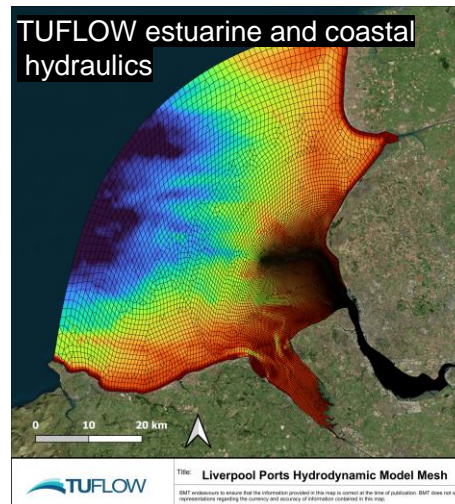 TUFLOW estuarine and coastal
hydraulics
0 10 20 km
TUFLOW
Title: Liverpool Ports Hydrodynamic Model Mesh
BMT endeavours to ensure that the information provided in this map is correct at the time of publication. BMT does not
representations regarding the currency and accuracy of information contained in this map.